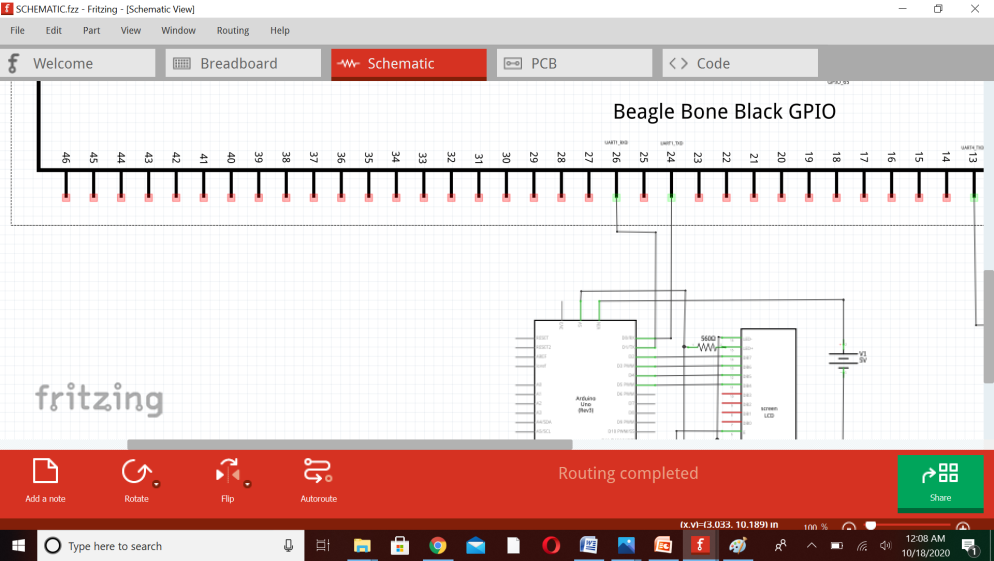 SCHEMATIC.fzz - Fritzing - [Schematic View]
File Edit Part View Window Routing Help
Welcome Breadboard Schematic PCB Code
Beagle Bone Black GPIO
UART1_RXD UART1_TXD
46 45 44 43 42 41 40 39 38 37 36 35 34 33 32 31 30 29 28 27 26 25 24 23 22 21 20 19 18 17 16 15 14 13
560Ω
V1
9V
Arduino
Uno
(Rev3)
screen
LCD
fritzing
Routing completed
Add a note Rotate Flip Autoroute Share
(x,y)=(3.033, 10.189) in 100 %
Type here to search
12:08 AM
10/18/2020
1